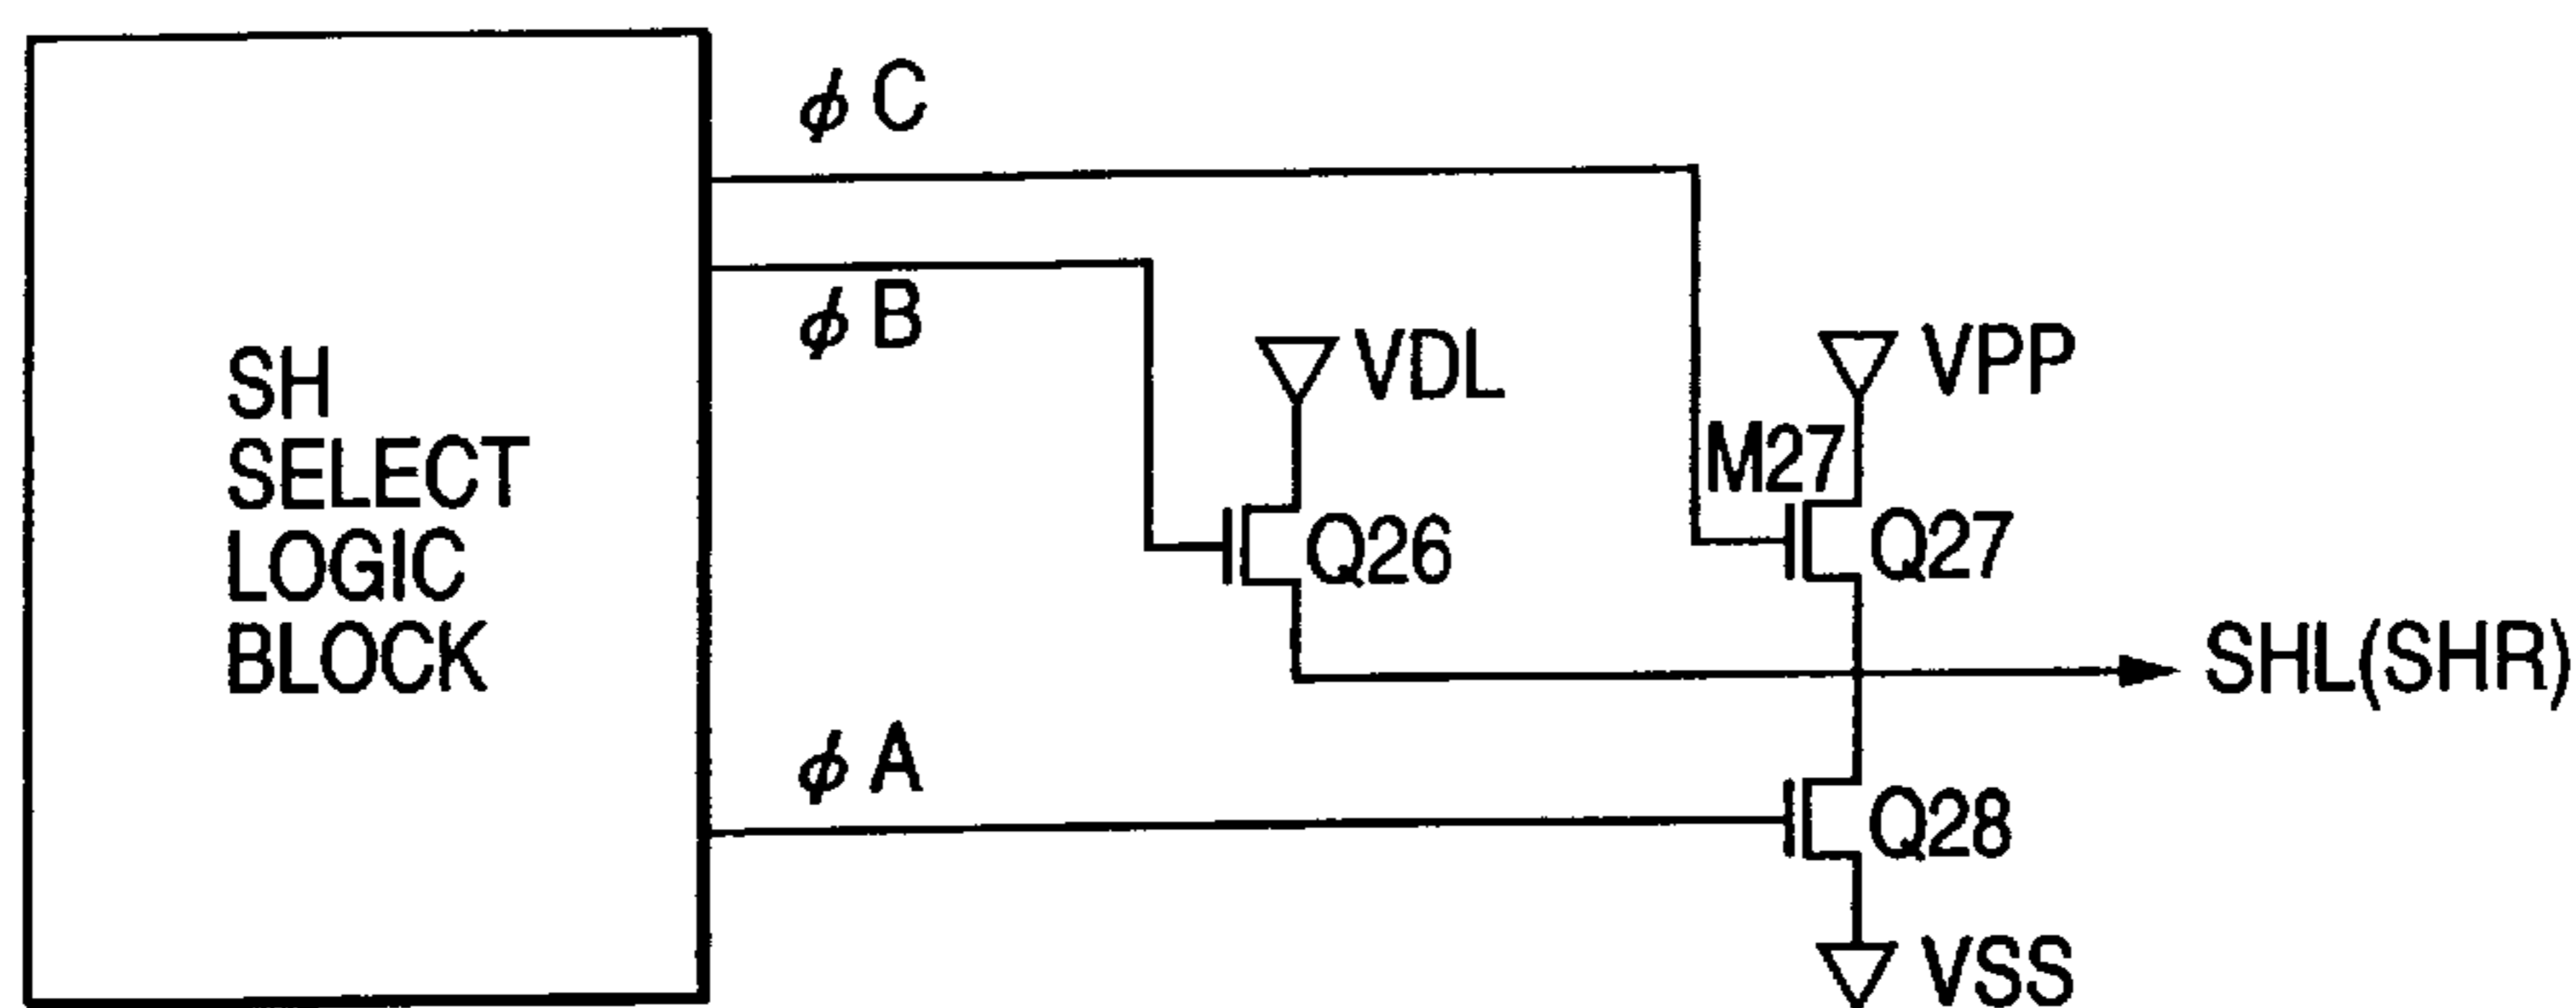 φC
φB
SH
SELECT
LOGIC
BLOCK
VDL
VPP
M27
Q26
Q27
SHL(SHR)
φA
Q28
VSS